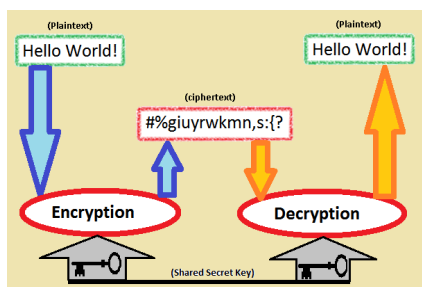 (Plaintext)
Hello World!
(Plaintext)
Hello World!
(ciphertext)
#%giuyrwkmn,s:{?
Encryption
Decryption
(Shared Secret Key)